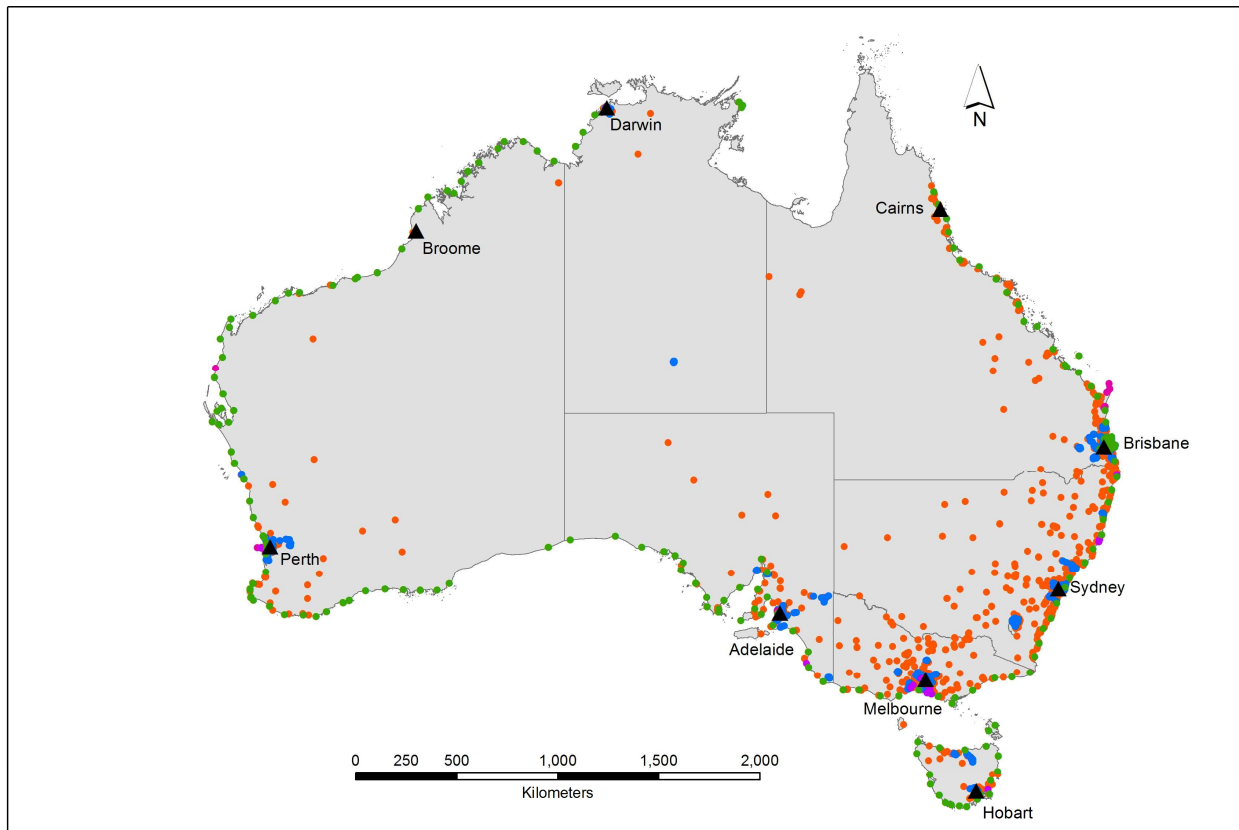 N
Darwin
Cairns
Broome
Brisbane
Perth
Sydney
Adelaide
Melbourne
0 250 500 1,000 1,500 2,000
Kilometers
Hobart